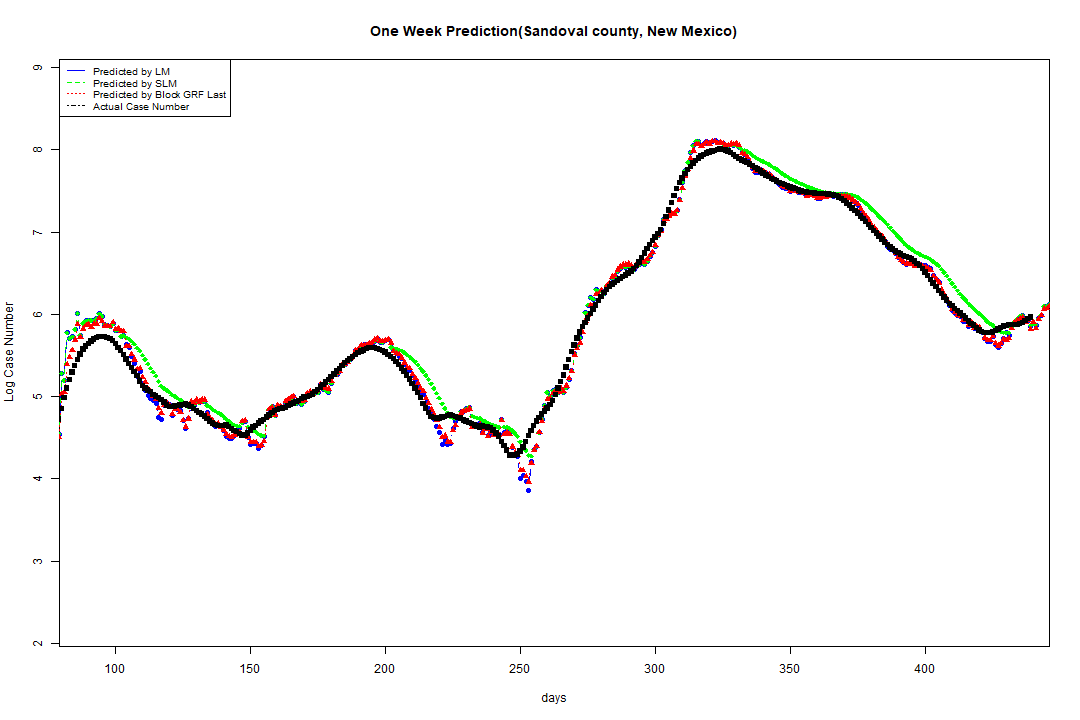 One Week Prediction(Sandoval county, New Mexico)
Predicted by LM
Predicted by SLM
Predicted by Block GRF Last
Actual Case Number
9
8
7
6
5
4
3
2
Log Case Number
100 150 200 250 300 350 400
days